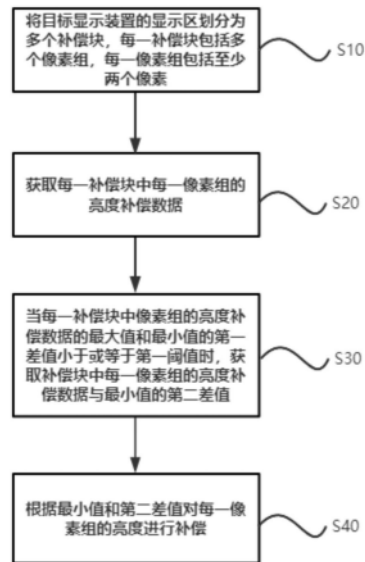 将目标显示装置的显示区划分为
多个补偿块，每一补偿块包括多
个像素组，每一像素组包括至少
两个像素
S10
获取每一补偿块中每一像素组的
亮度补偿数据
S20
当每一补偿块中像素组的亮度补
偿数据的最大值和最小值的第一
差值小于或等于第一阈值时，获
取补偿块中每一像素组的亮度补
偿数据与最小值的第二差值
S30
根据最小值和第二差值对每一像
素组的亮度进行补偿
S40